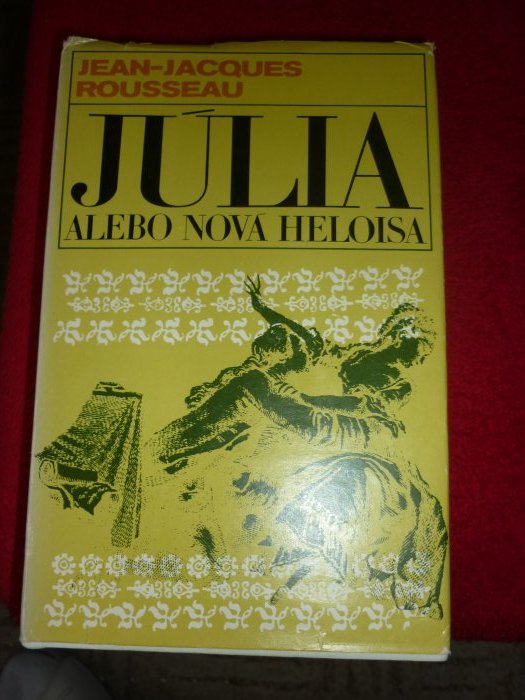 JEAN-JACQUES
ROUSSEAU
JÚLIA
ALEBO NOVÁ HELOISA